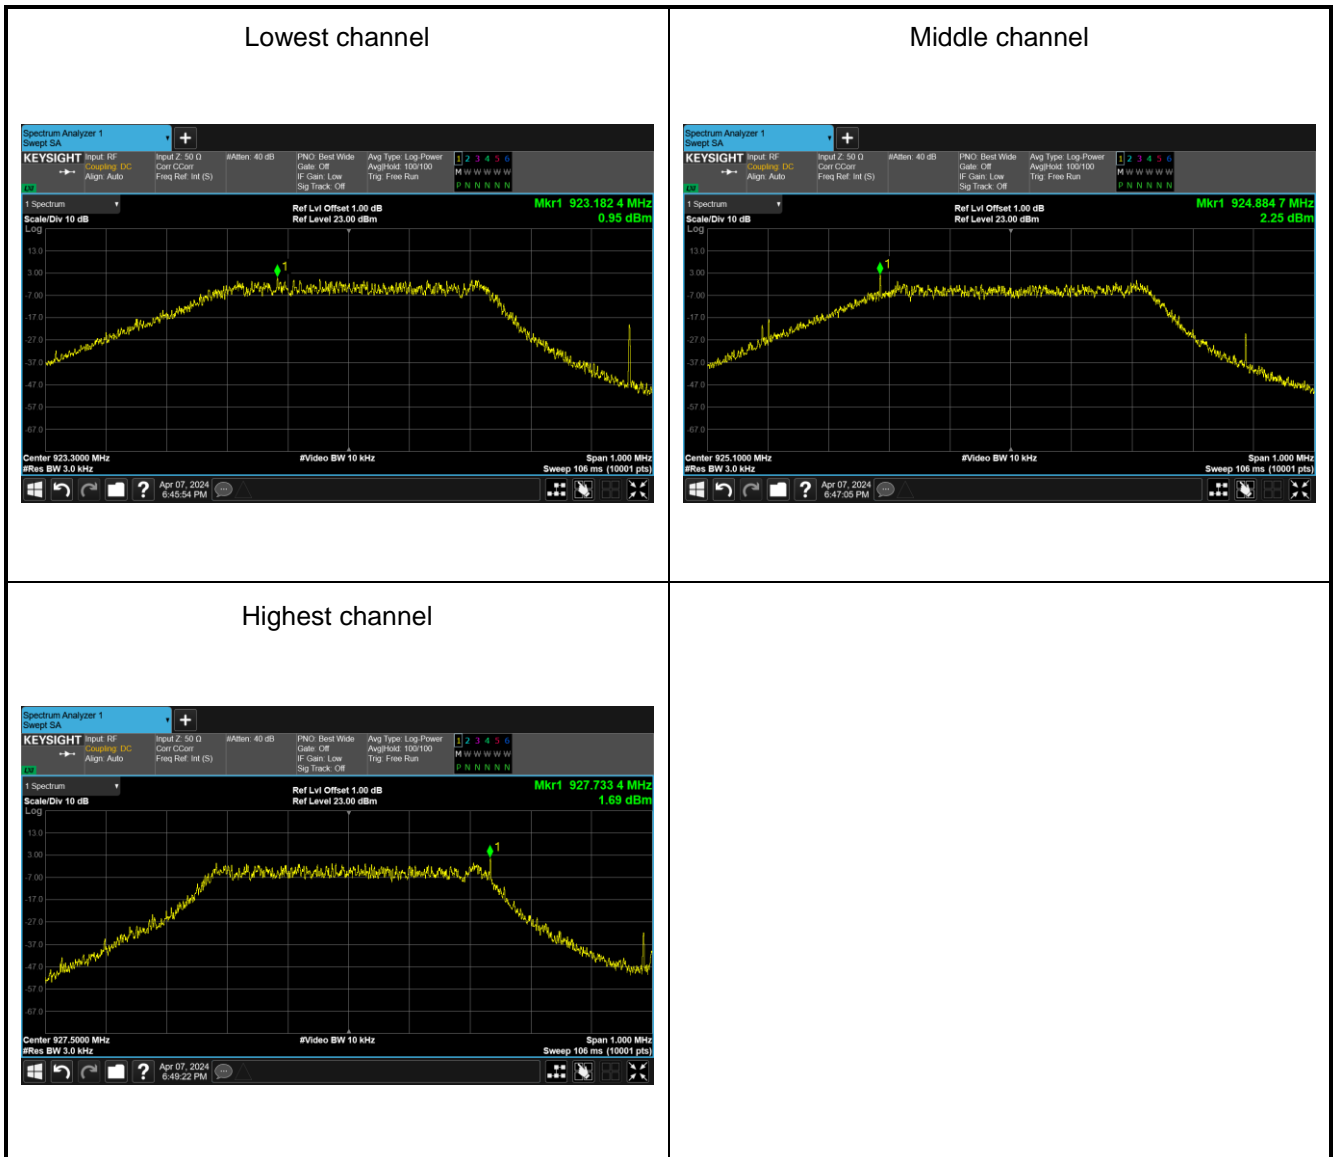 Lowest channel
Spectrum Analyzer 1
Swept SA
+
KEYSIGHT
Input: RF
Coupling: DC
Align: Auto
Input Z: 50 Ω
Corr CCorr
Freq Ref: Int (S)
#Atten: 40 dB
PNO: Best Wide
Gate: Off
IF Gain: Low
Sig Track: Off
Avg Type: Log-Power
Avg|Hold: 100/100
Trig: Free Run
1 2 3 4 5 6
M W W W W W
P N N N N N
1 Spectrum
Scale/Div 10 dB
Log
Ref Lvl Offset 1.00 dB
Ref Level 23.00 dBm
Mkr1 923.182 4 MHz
0.95 dBm
1
13.0
3.00
-7.00
-17.0
-27.0
-37.0
-47.0
-57.0
-67.0
Center 923.3000 MHz
#Res BW 3.0 kHz
#Video BW 10 kHz
Span 1.000 MHz
Sweep 106 ms (10001 pts)
?
Apr 07, 2024
6:45:54 PM
Middle channel
Spectrum Analyzer 1
Swept SA
+
KEYSIGHT
Input: RF
Coupling: DC
Align: Auto
Input Z: 50 Ω
Corr CCorr
Freq Ref: Int (S)
#Atten: 40 dB
PNO: Best Wide
Gate: Off
IF Gain: Low
Sig Track: Off
Avg Type: Log-Power
Avg|Hold: 100/100
Trig: Free Run
1 2 3 4 5 6
M W W W W W
P N N N N N
1 Spectrum
Scale/Div 10 dB
Log
Ref Lvl Offset 1.00 dB
Ref Level 23.00 dBm
Mkr1 924.884 7 MHz
2.25 dBm
1
13.0
3.00
-7.00
-17.0
-27.0
-37.0
-47.0
-57.0
-67.0
Center 925.1000 MHz
#Res BW 3.0 kHz
#Video BW 10 kHz
Span 1.000 MHz
Sweep 106 ms (10001 pts)
?
Apr 07, 2024
6:47:05 PM
Highest channel
Spectrum Analyzer 1
Swept SA
+
KEYSIGHT
Input: RF
Coupling: DC
Align: Auto
Input Z: 50 Ω
Corr CCorr
Freq Ref: Int (S)
#Atten: 40 dB
PNO: Best Wide
Gate: Off
IF Gain: Low
Sig Track: Off
Avg Type: Log-Power
Avg|Hold: 100/100
Trig: Free Run
1 2 3 4 5 6
M W W W W W
P N N N N N
1 Spectrum
Scale/Div 10 dB
Log
Ref Lvl Offset 1.00 dB
Ref Level 23.00 dBm
Mkr1 927.733 4 MHz
1.69 dBm
1
13.0
3.00
-7.00
-17.0
-27.0
-37.0
-47.0
-57.0
-67.0
Center 927.5000 MHz
#Res BW 3.0 kHz
#Video BW 10 kHz
Span 1.000 MHz
Sweep 106 ms (10001 pts)
?
Apr 07, 2024
6:49:22 PM